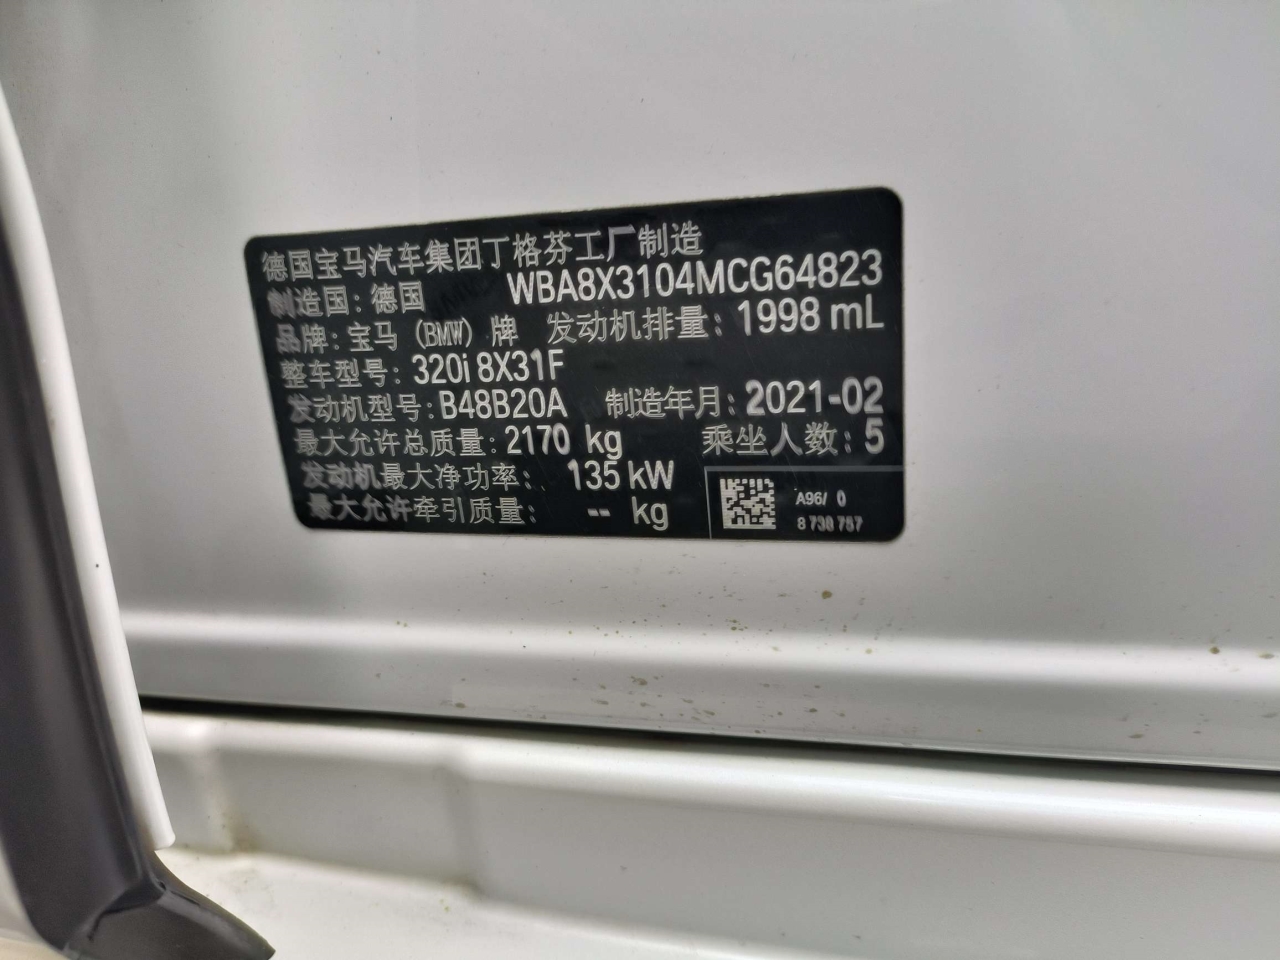 德国宝马汽车集团丁格芬工厂制造
制造国：德国 WBA8X3104MCG64823
品牌：宝马（BMW）牌 发动机排量：1998 mL
整车型号：320i 8X31F
发动机型号：B48B20A 制造年月：2021-02
最大允许总质量：2170 kg 乘坐人数：5
发动机最大净功率： 135 kW
最大允许牵引质量： -- kg
A96/ 0
8 738 787